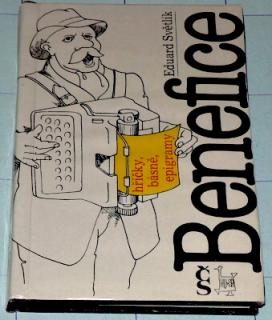 Eduard Světlík
Benefice
hříčky,
básně,
epigramy
ČS